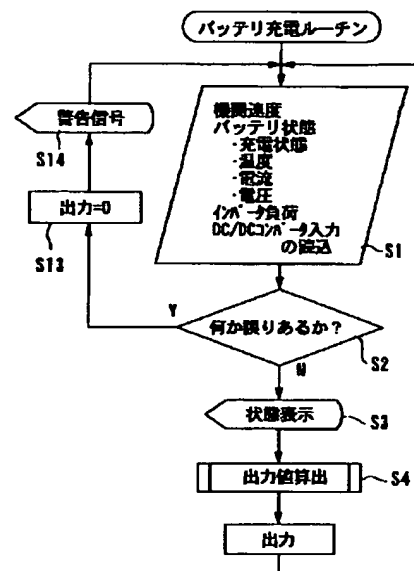 バッテリ充電ルーチン
機関速度
バッテリ状態
・充電状態
・温度
・電流
・電圧
インバータ負荷
DC/DCコンバータ入力
の読込
S1
警告信号
S14
出力=0
S13
Y
何か限りあるか?
S2
N
状態表示
S3
出力値算出
S4
出力